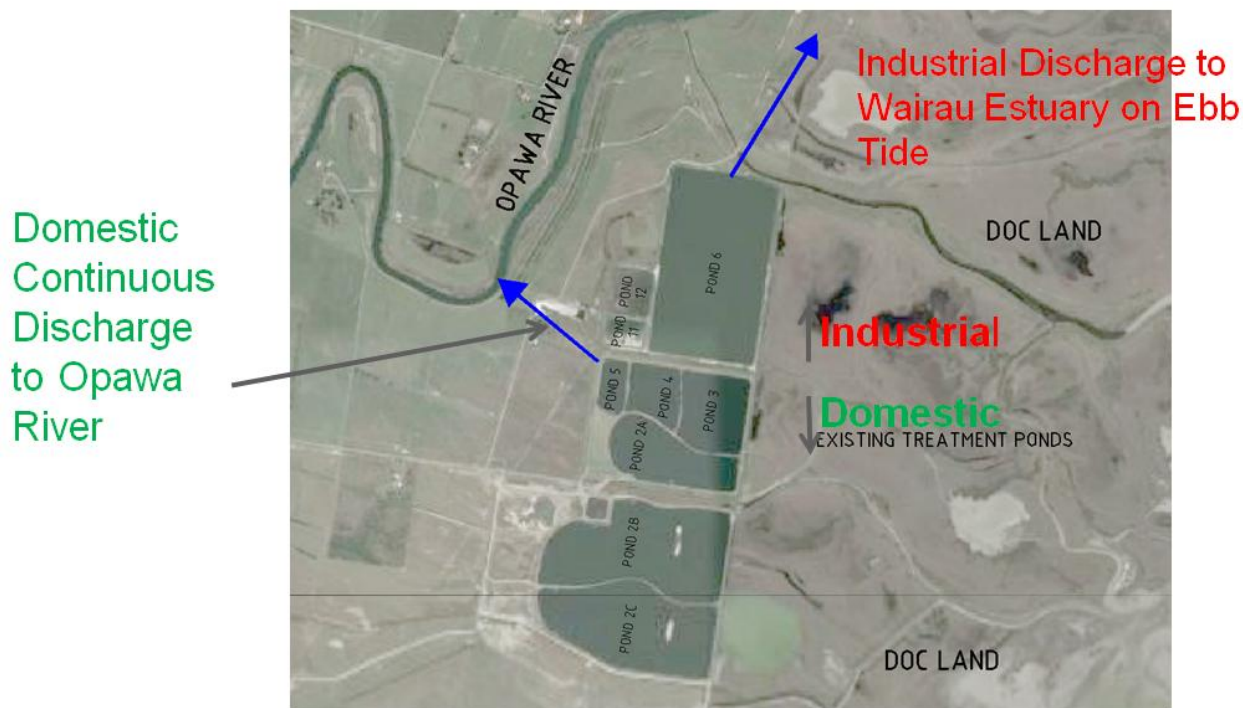 Industrial Discharge to
Wairau Estuary on Ebb
Tide
OPAWA RIVER
Domestic
Continuous
Discharge
to Opawa
River
DOC LAND
POND 6
POND
12
POND
11
Industrial
POND 5
POND 4
POND 3
Domestic
POND 2A
EXISTING TREATMENT PONDS
POND 2B
POND 2C
DOC LAND